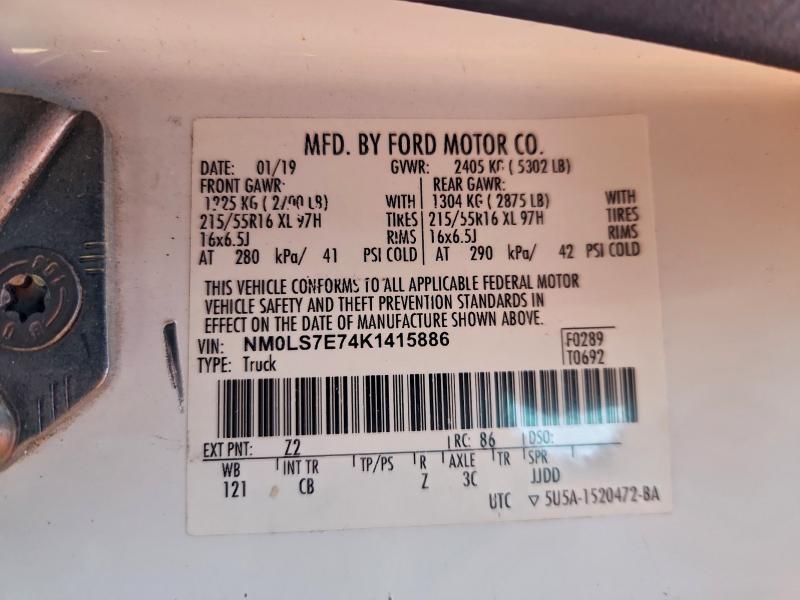 MFD. BY FORD MOTOR CO.
DATE: 01/19 GVWR: 2405 KG ( 5302 LB)
FRONT GAWR: REAR GAWR:
KG ( LB) WITH 1304 KG ( 2875 LB) WITH
215/55R16 XL 97H TIRES 215/55R16 XL 97H TIRES
16x6.5J RIMS 16x6.5J RIMS
AT 280 kPa/ 41 PSI COLD AT 290 kPa/ 42 PSI COLD
THIS VEHICLE CONFORMS TO ALL APPLICABLE FEDERAL MOTOR
VEHICLE SAFETY AND THEFT PREVENTION STANDARDS IN
EFFECT ON THE DATE OF MANUFACTURE SHOWN ABOVE.
VIN: NM0LS7E74K1415886 F0289
TYPE: Truck T0692
EXT PNT: Z2 RC: 86 DSO:
WB INT TR TP/PS R AXLE TR SPR
121 CB Z 3C JJDD
UTC ▽ 5U5A-1520472-BA